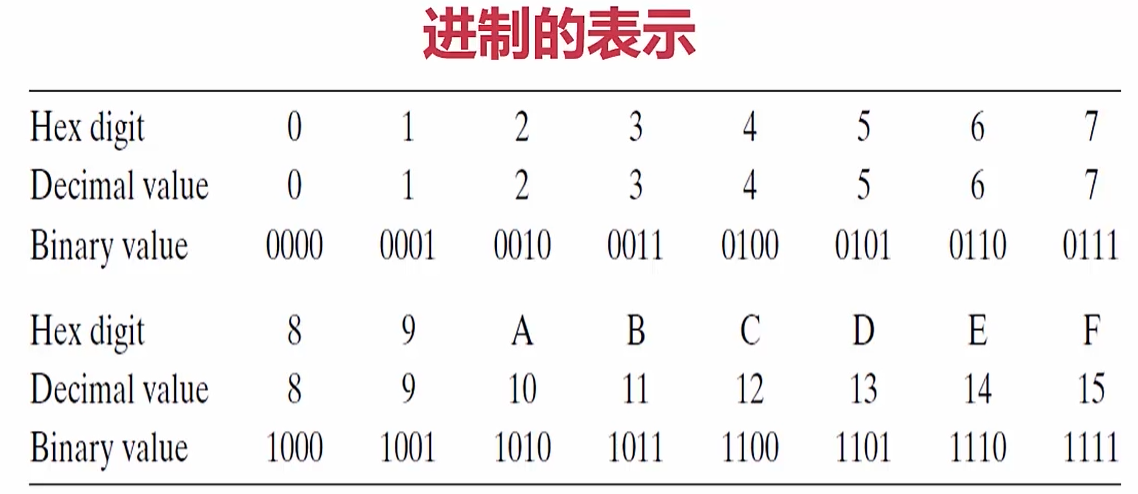 进制的表示
Hex digit 0 1 2 3 4 5 6 7
Decimal value 0 1 2 3 4 5 6 7
Binary value 0000 0001 0010 0011 0100 0101 0110 0111
Hex digit 8 9 A B C D E F
Decimal value 8 9 10 11 12 13 14 15
Binary value 1000 1001 1010 1011 1100 1101 1110 1111